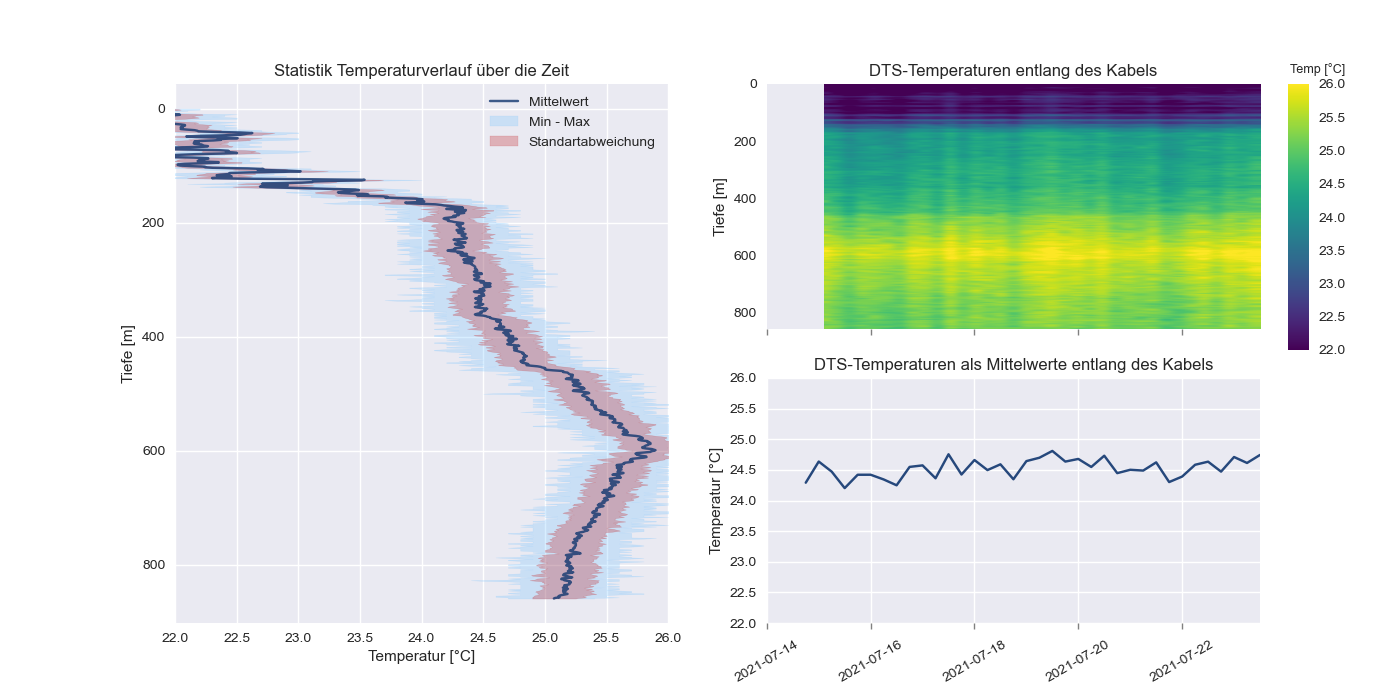 Statistik Temperaturverlauf über die Zeit
Mittelwert
Min - Max
Standartabweichung
0
200
400
600
800
Tiefe [m]
22.0 22.5 23.0 23.5 24.0 24.5 25.0 25.5 26.0
Temperatur [°C]
DTS-Temperaturen entlang des Kabels
0
200
400
600
800
Tiefe [m]
Temp [°C]
26.0
25.5
25.0
24.5
24.0
23.5
23.0
22.5
22.0
DTS-Temperaturen als Mittelwerte entlang des Kabels
26.0
25.5
25.0
24.5
24.0
23.5
23.0
22.5
22.0
Temperatur [°C]
2021-07-14 2021-07-16 2021-07-18 2021-07-20 2021-07-22